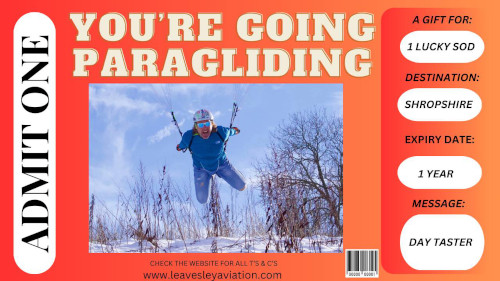 ADMIT ONE
YOU'RE GOING
PARAGLIDING
CHECK THE WEBSITE FOR ALL T'S & C'S
www.leavesleyaviation.com
A GIFT FOR:
1 LUCKY SOD
DESTINATION:
SHROPSHIRE
EXPIRY DATE:
1 YEAR
MESSAGE:
DAY TASTER